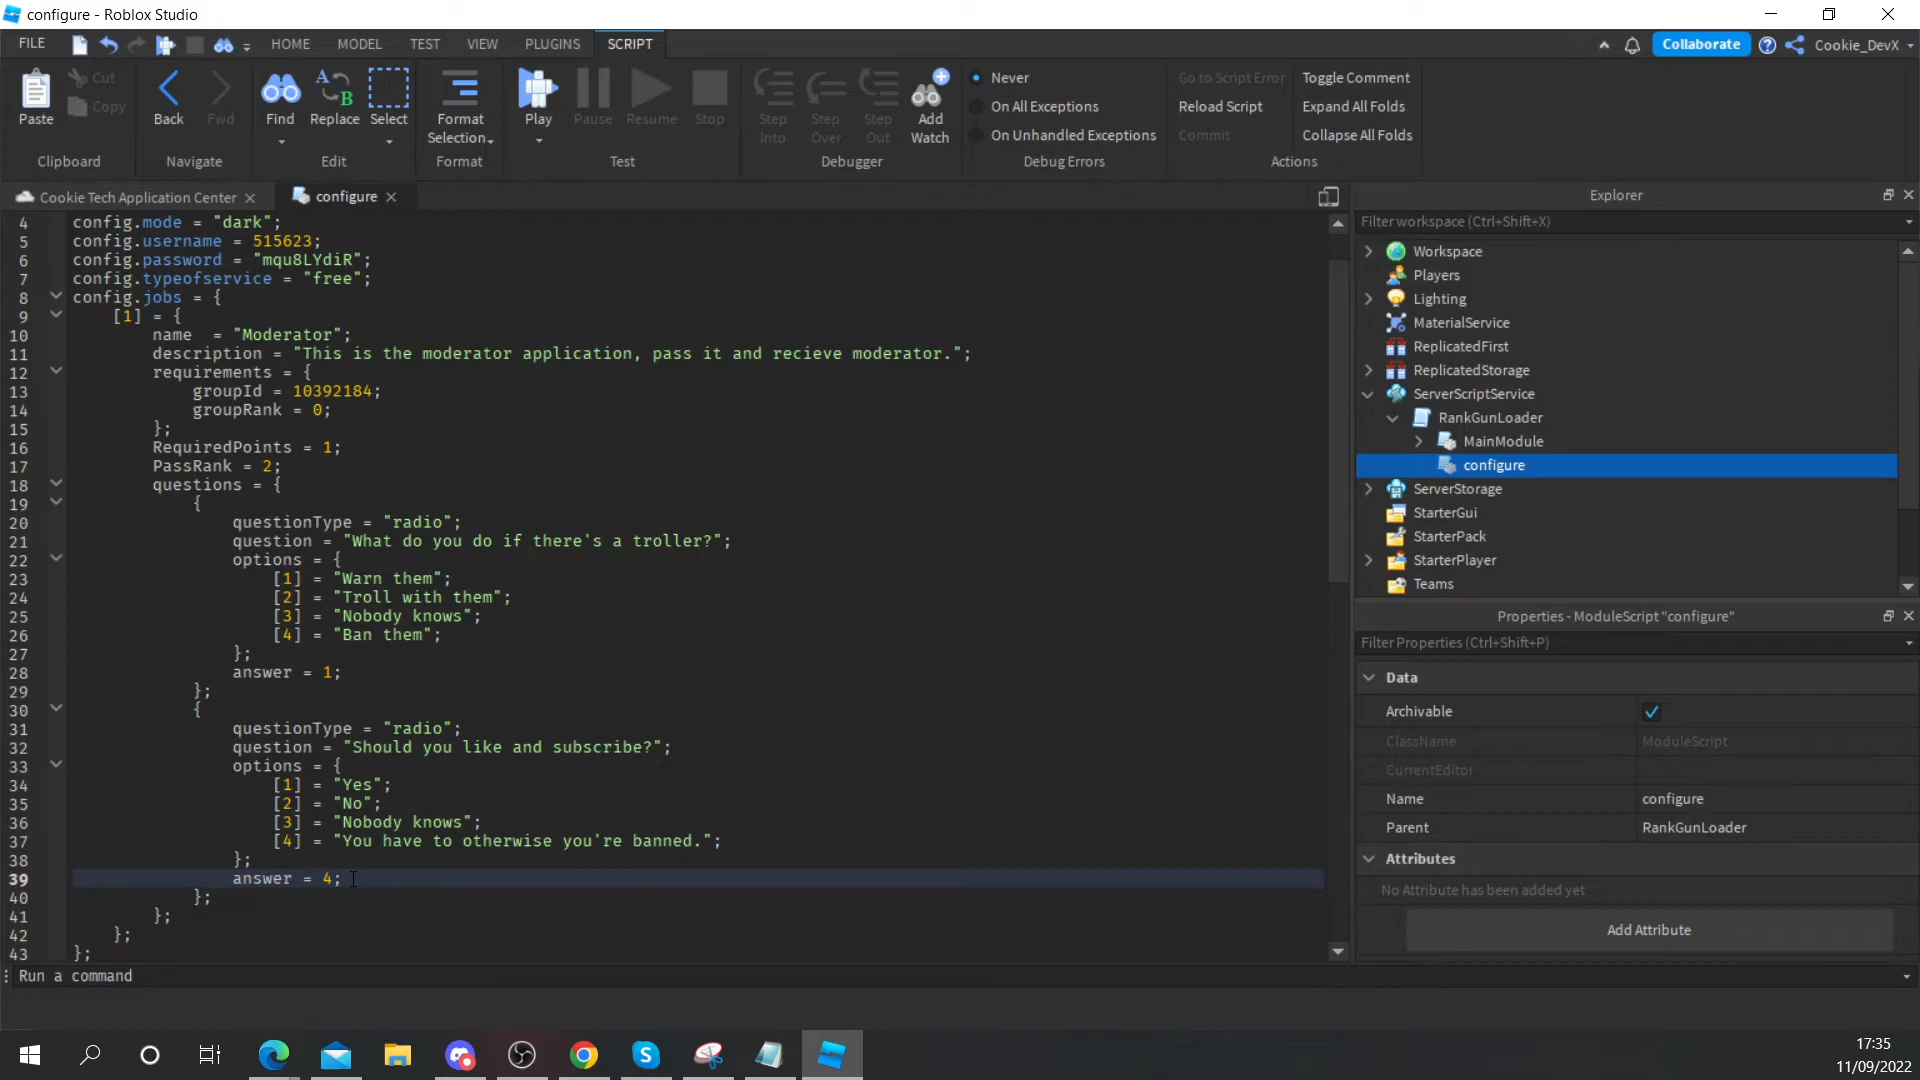 configure - Roblox Studio
FILE
HOME
MODEL
TEST
VIEW
PLUGINS
SCRIPT
Collaborate
Cookie_DevX
Paste
Cut
Copy
Clipboard
Back
Fwd
Navigate
Find
Replace
Select
Edit
Format
Selection
Format
Play
Pause
Resume
Stop
Test
Step
Into
Step
Over
Step
Out
Add
Watch
Debugger
Never
On All Exceptions
On Unhandled Exceptions
Debug Errors
Go to Script Error
Reload Script
Commit
Toggle Comment
Expand All Folds
Collapse All Folds
Actions
Cookie Tech Application Center
configure
4 config.mode = "dark";
5 config.username = 515623;
6 config.password = "mqu8LYdiR";
7 config.typeofservice = "free";
8 config.jobs = {
9 [1] = {
10 name  = "Moderator";
11 description = "This is the moderator application, pass it and recieve moderator.";
12 requirements = {
13 groupId = 10392184;
14 groupRank = 0;
15 };
16 RequiredPoints = 1;
17 PassRank = 2;
18 questions = {
19 {
20 questionType = "radio";
21 question = "What do you do if there's a troller?";
22 options = {
23 [1] = "Warn them";
24 [2] = "Troll with them";
25 [3] = "Nobody knows";
26 [4] = "Ban them";
27 };
28 answer = 1;
29 };
30 {
31 questionType = "radio";
32 question = "Should you like and subscribe?";
33 options = {
34 [1] = "Yes";
35 [2] = "No";
36 [3] = "Nobody knows";
37 [4] = "You have to otherwise you're banned.";
38 };
39 answer = 4;
40 };
41 };
42 };
43 };
Run a command
Explorer
Filter workspace (Ctrl+Shift+X)
Workspace
Players
Lighting
MaterialService
ReplicatedFirst
ReplicatedStorage
ServerScriptService
RankGunLoader
MainModule
configure
ServerStorage
StarterGui
StarterPack
StarterPlayer
Teams
Properties - ModuleScript "configure"
Filter Properties (Ctrl+Shift+P)
Data
Archivable
ClassName ModuleScript
CurrentEditor
Name configure
Parent RankGunLoader
Attributes
No Attribute has been added yet
Add Attribute
17:35
11/09/2022